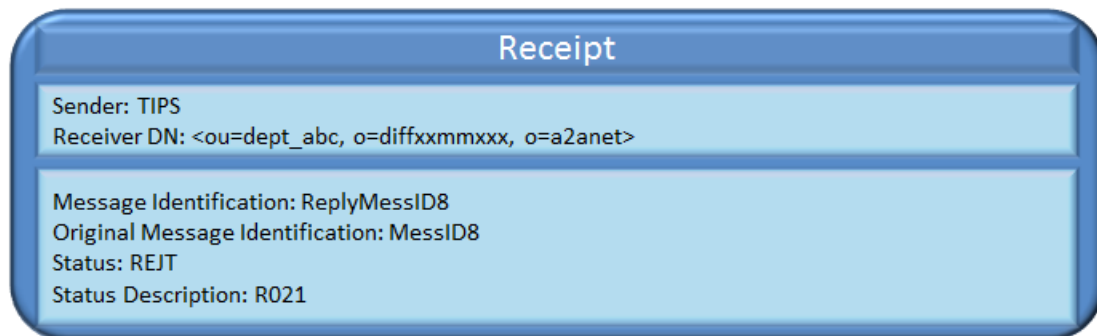 Receipt
Sender: TIPS
Receiver DN: <ou=dept_abc, o=diffxxmmxxx, o=a2anet>
Message Identification: ReplyMessID8
Original Message Identification: MessID8
Status: REJT
Status Description: R021